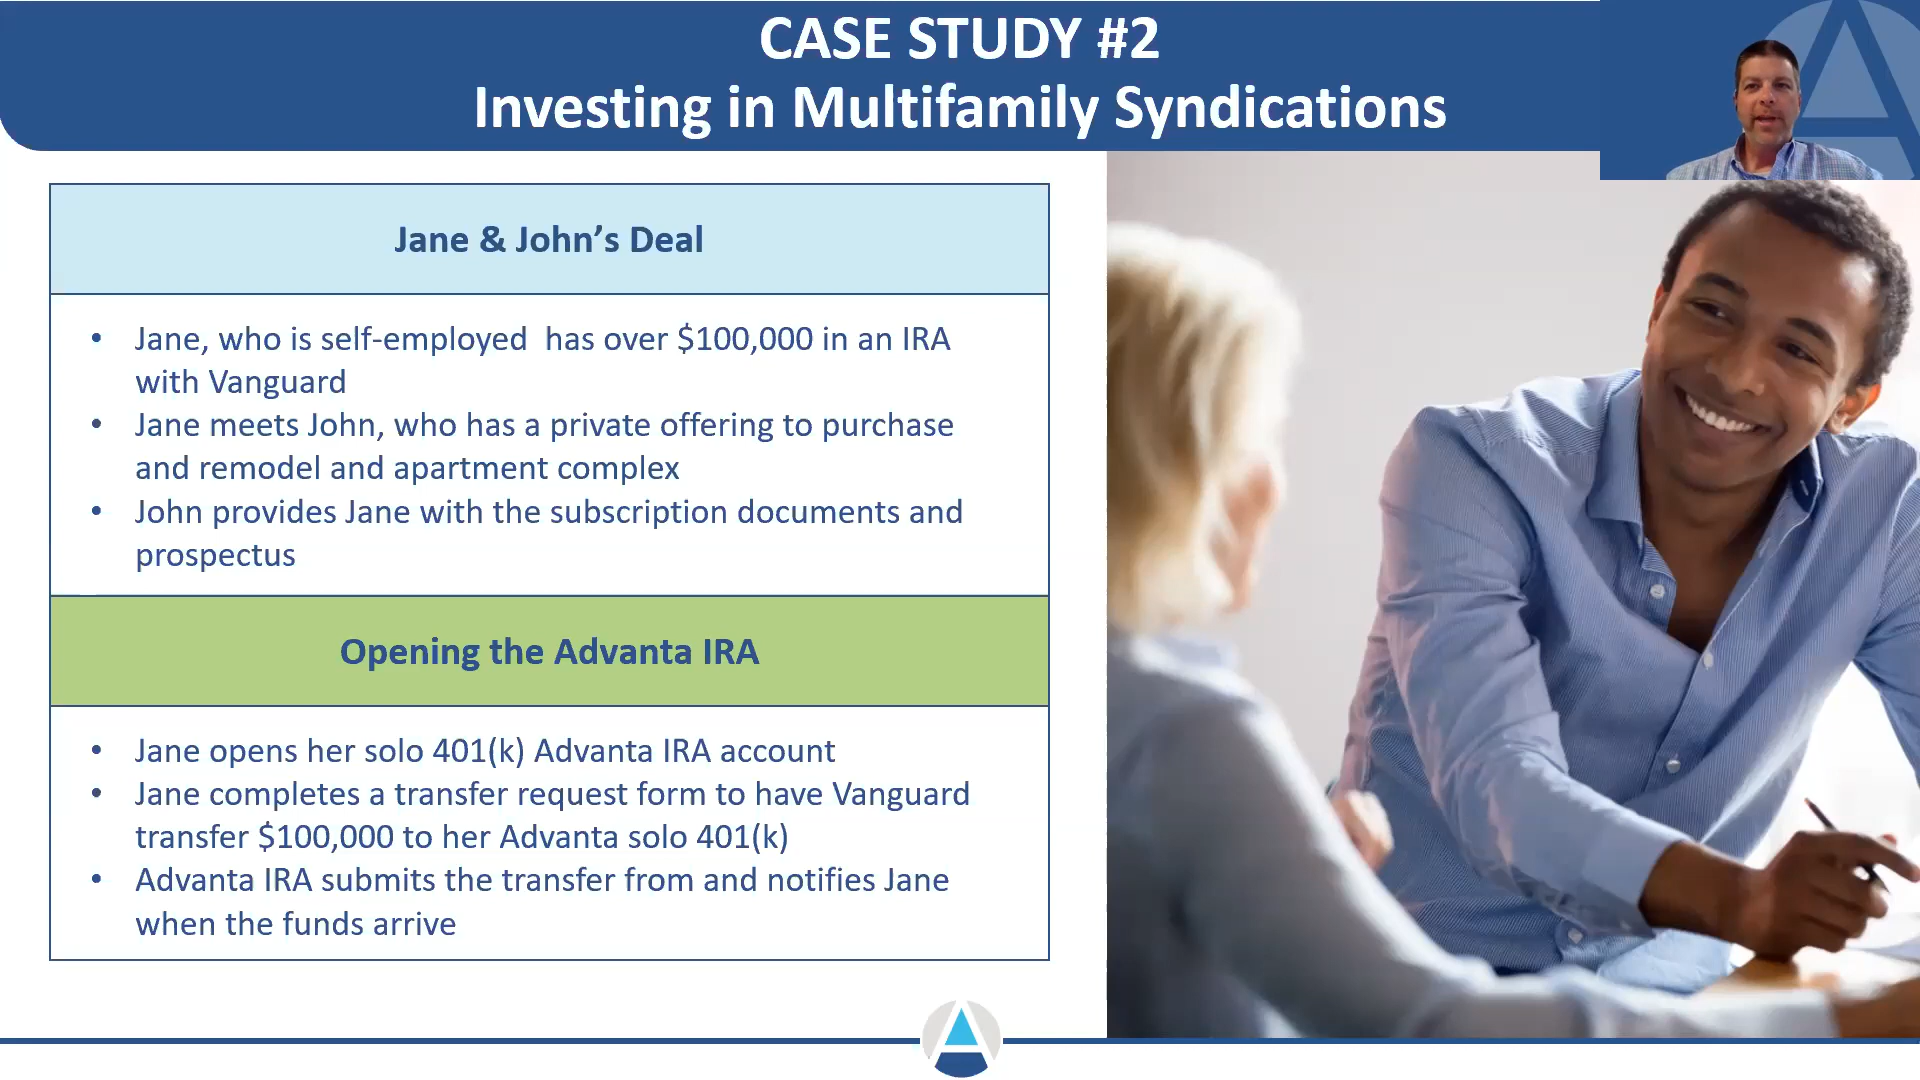 CASE STUDY #2
Investing in Multifamily Syndications
Jane & John’s Deal
• Jane, who is self-employed  has over $100,000 in an IRA
with Vanguard
• Jane meets John, who has a private offering to purchase
and remodel and apartment complex
• John provides Jane with the subscription documents and
prospectus
Opening the Advanta IRA
• Jane opens her solo 401(k) Advanta IRA account
• Jane completes a transfer request form to have Vanguard
transfer $100,000 to her Advanta solo 401(k)
• Advanta IRA submits the transfer from and notifies Jane
when the funds arrive